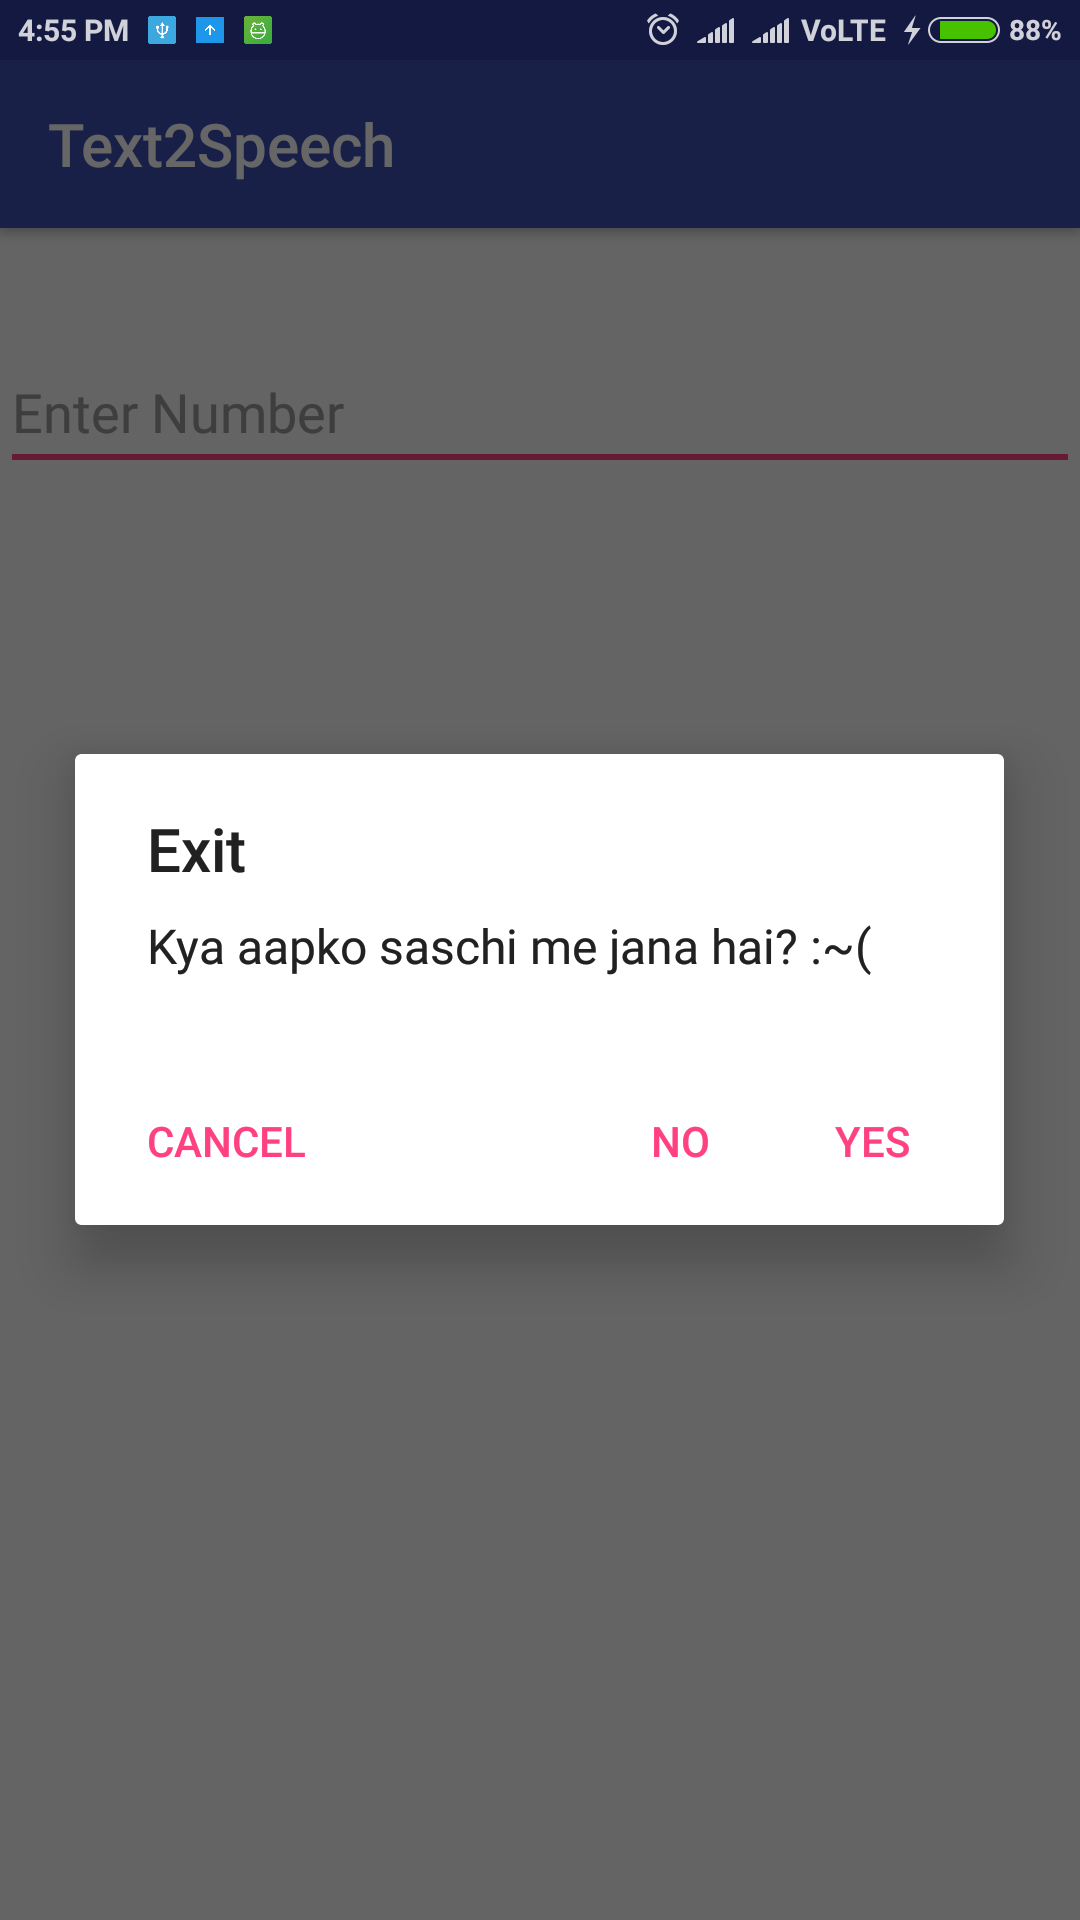 4:55 PM VoLTE 88%
Text2Speech
Enter Number
Exit
Kya aapko saschi me jana hai? :~(
CANCEL NO YES